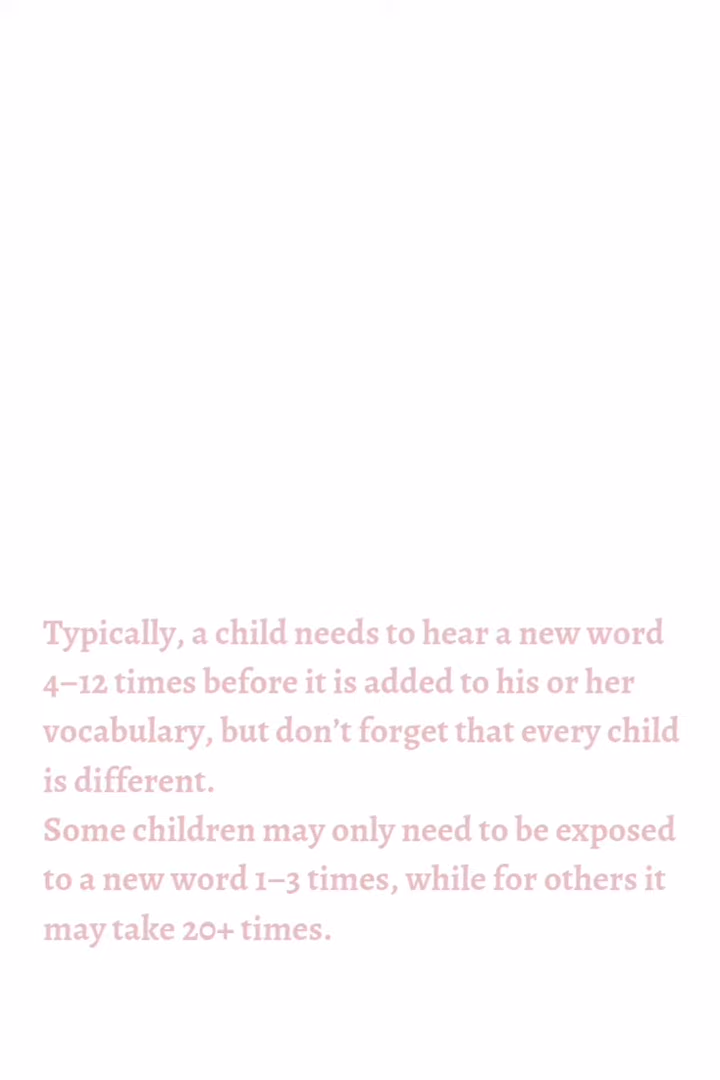 Typically, a child needs to hear a new word
4–12 times before it is added to his or her
vocabulary, but don’t forget that every child
is different.
Some children may only need to be exposed
to a new word 1–3 times, while for others it
may take 20+ times.